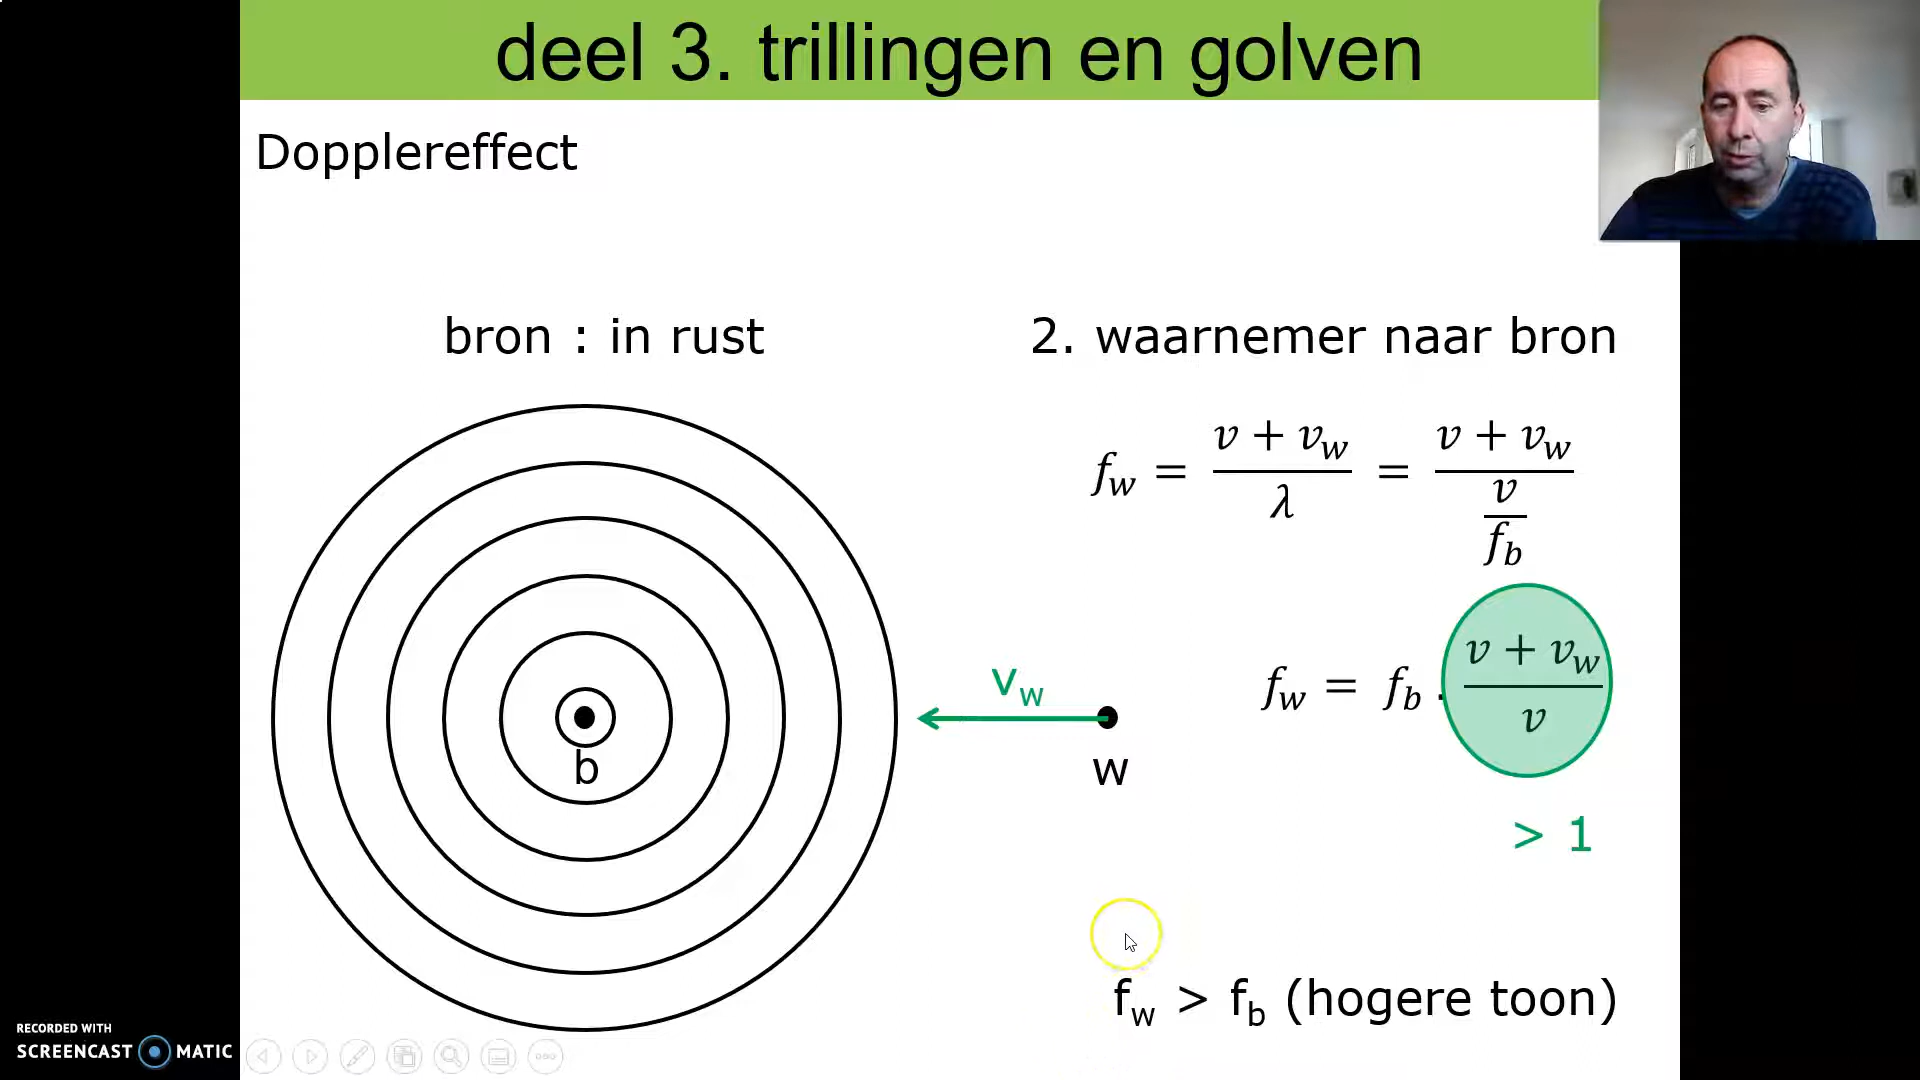 deel 3. trillingen en golven
Dopplereffect
bron : in rust
2. waarnemer naar bron
f_w = (v + v_w)/λ = (v + v_w)/(v/f_b)
f_w = f_b . (v + v_w)/v
> 1
v_w
b
w
f_w > f_b (hogere toon)
RECORDED WITH
SCREENCAST MATIC